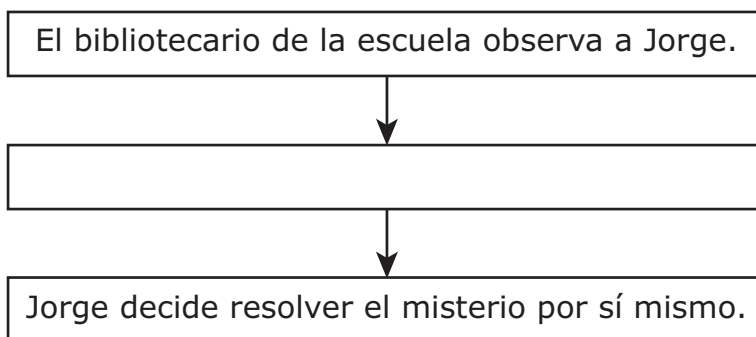 El bibliotecario de la escuela observa a Jorge.
Jorge decide resolver el misterio por sí mismo.